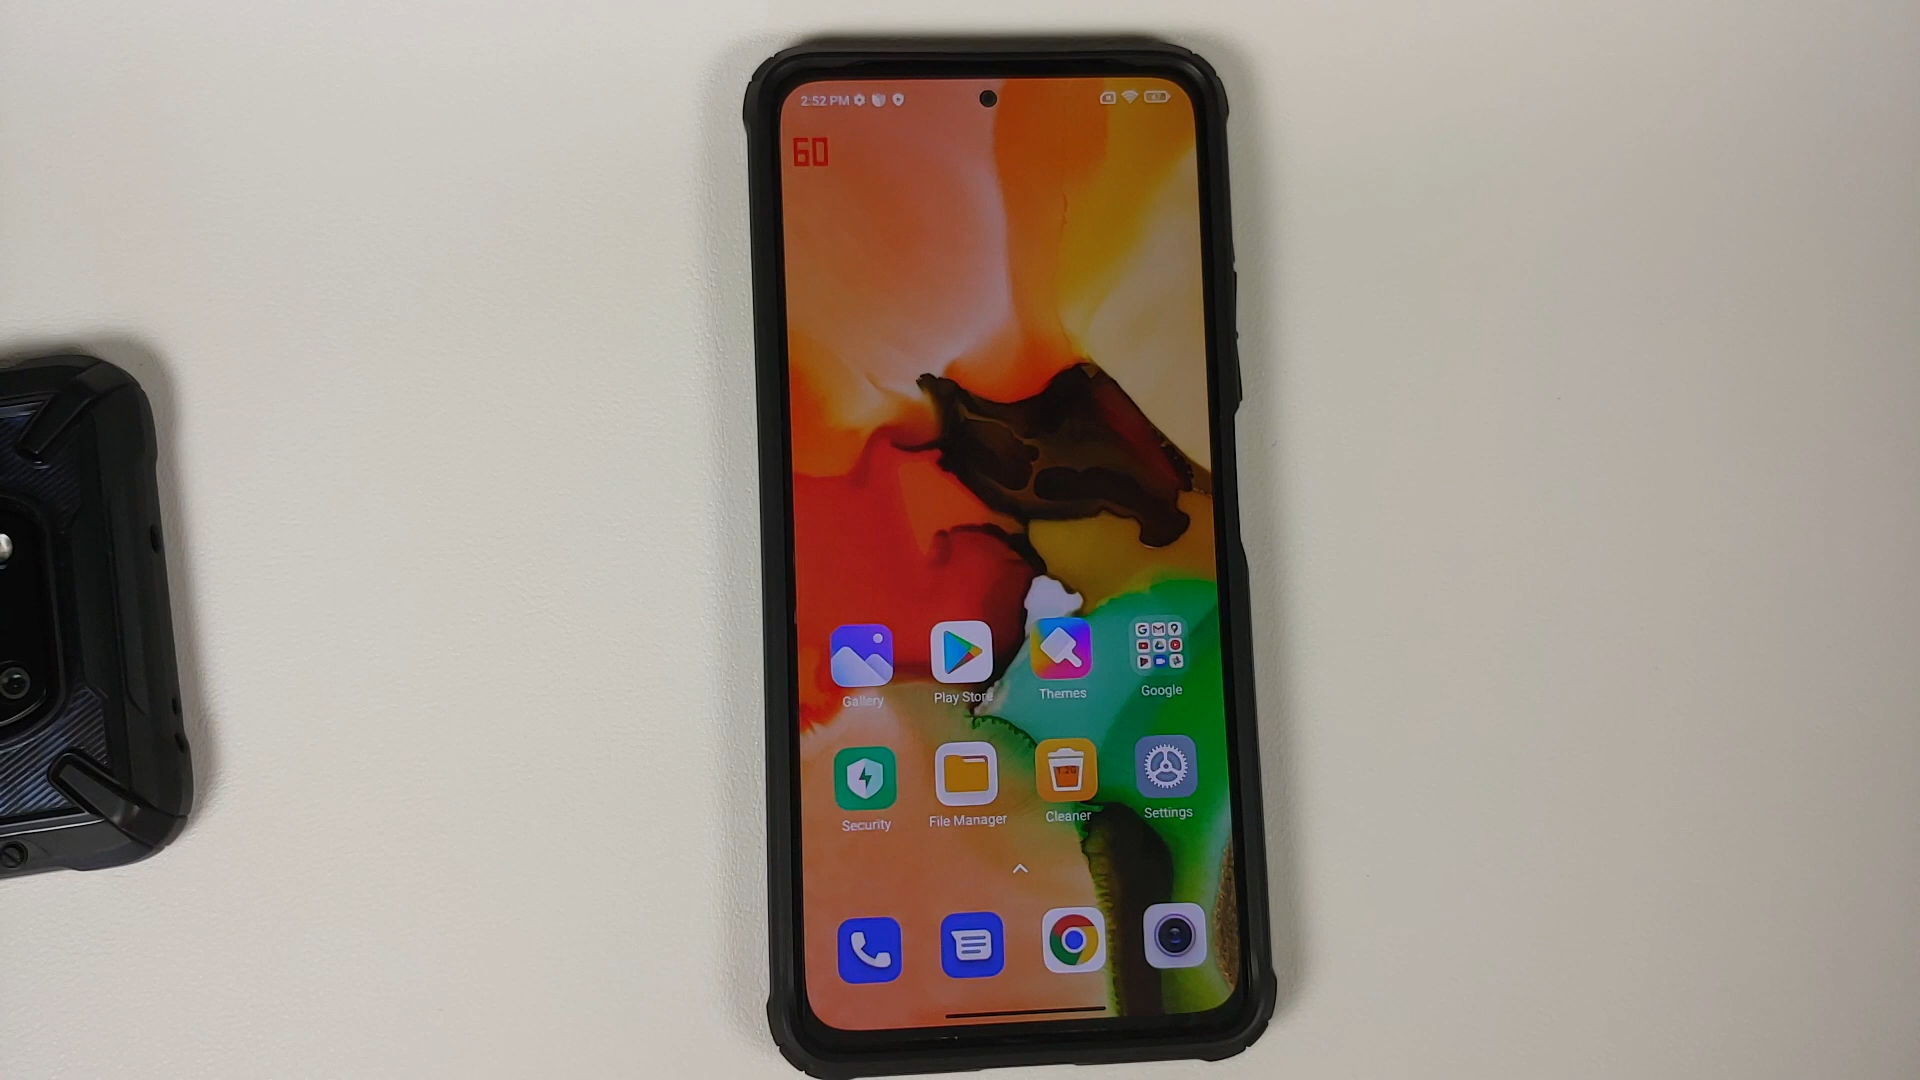 2:52 PM
60
Gallery
Play Store
Themes
Google
Security
File Manager
Cleaner
Settings